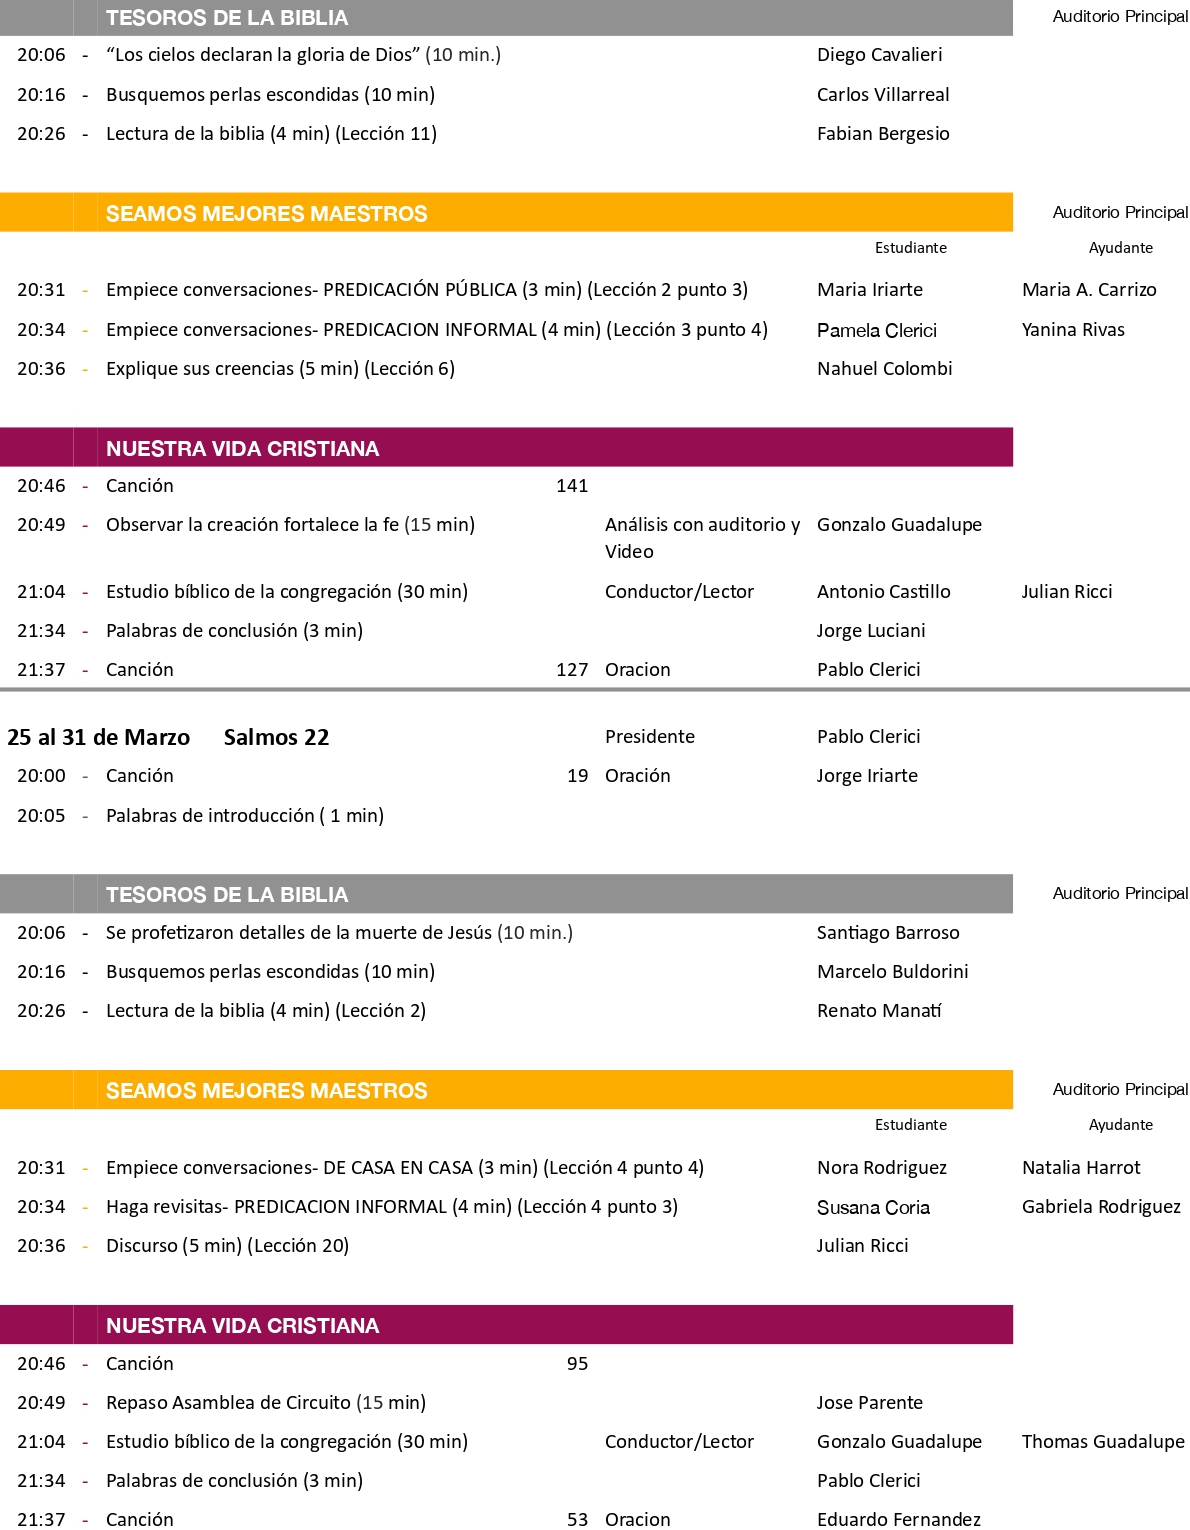 TESOROS DE LA BIBLIA Auditorio Principal
20:06 - “Los cielos declaran la gloria de Dios” (10 min.) Diego Cavalieri
20:16 - Busquemos perlas escondidas (10 min) Carlos Villarreal
20:26 - Lectura de la biblia (4 min) (Lección 11) Fabian Bergesio
SEAMOS MEJORES MAESTROS Auditorio Principal
Estudiante Ayudante
20:31 - Empiece conversaciones- PREDICACIÓN PÚBLICA (3 min) (Lección 2 punto 3) Maria Iriarte Maria A. Carrizo
20:34 - Empiece conversaciones- PREDICACION INFORMAL (4 min) (Lección 3 punto 4) Pamela Clerici Yanina Rivas
20:36 - Explique sus creencias (5 min) (Lección 6) Nahuel Colombi
NUESTRA VIDA CRISTIANA
20:46 - Canción 141
20:49 - Observar la creación fortalece la fe (15 min) Análisis con auditorio y Gonzalo Guadalupe
Video
21:04 - Estudio bíblico de la congregación (30 min) Conductor/Lector Antonio Castillo Julian Ricci
21:34 - Palabras de conclusión (3 min) Jorge Luciani
21:37 - Canción 127 Oracion Pablo Clerici
25 al 31 de Marzo Salmos 22 Presidente Pablo Clerici
20:00 - Canción 19 Oración Jorge Iriarte
20:05 - Palabras de introducción ( 1 min)
TESOROS DE LA BIBLIA Auditorio Principal
20:06 - Se profetizaron detalles de la muerte de Jesús (10 min.) Santiago Barroso
20:16 - Busquemos perlas escondidas (10 min) Marcelo Buldorini
20:26 - Lectura de la biblia (4 min) (Lección 2) Renato Manatí
SEAMOS MEJORES MAESTROS Auditorio Principal
Estudiante Ayudante
20:31 - Empiece conversaciones- DE CASA EN CASA (3 min) (Lección 4 punto 4) Nora Rodriguez Natalia Harrot
20:34 - Haga revisitas- PREDICACION INFORMAL (4 min) (Lección 4 punto 3) Susana Coria Gabriela Rodriguez
20:36 - Discurso (5 min) (Lección 20) Julian Ricci
NUESTRA VIDA CRISTIANA
20:46 - Canción 95
20:49 - Repaso Asamblea de Circuito (15 min) Jose Parente
21:04 - Estudio bíblico de la congregación (30 min) Conductor/Lector Gonzalo Guadalupe Thomas Guadalupe
21:34 - Palabras de conclusión (3 min) Pablo Clerici
21:37 - Canción 53 Oracion Eduardo Fernandez